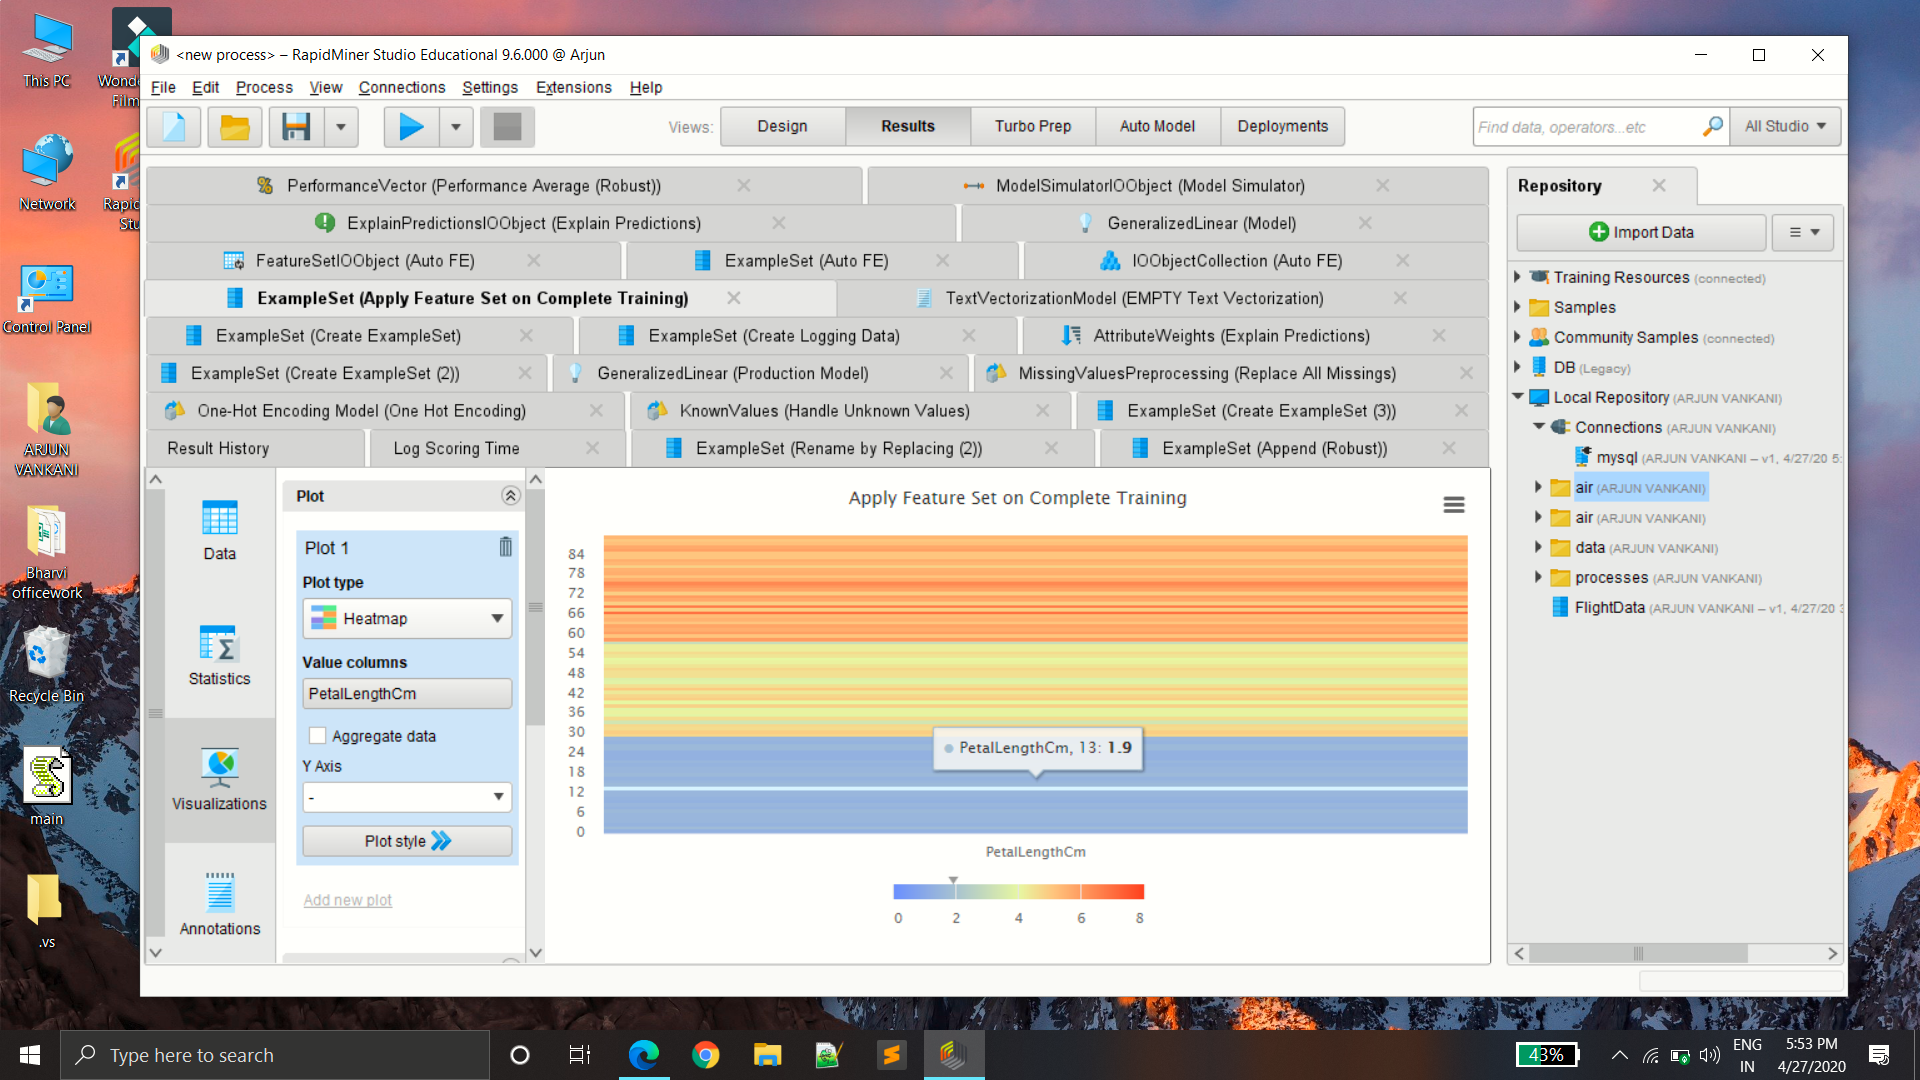 This PC
Network
Control Panel
ARJUN
VANKANI
Bharvi
officework
Recycle Bin
main
.vs
<new process> – RapidMiner Studio Educational 9.6.000 @ Arjun
File Edit Process View Connections Settings Extensions Help
Views: Design Results Turbo Prep Auto Model Deployments
Find data, operators...etc All Studio
PerformanceVector (Performance Average (Robust)) ModelSimulatorIOObject (Model Simulator)
ExplainPredictionsIOObject (Explain Predictions) GeneralizedLinear (Model)
FeatureSetIOObject (Auto FE) ExampleSet (Auto FE) IOObjectCollection (Auto FE)
ExampleSet (Apply Feature Set on Complete Training) TextVectorizationModel (EMPTY Text Vectorization)
ExampleSet (Create ExampleSet) ExampleSet (Create Logging Data) AttributeWeights (Explain Predictions)
ExampleSet (Create ExampleSet (2)) GeneralizedLinear (Production Model) MissingValuesPreprocessing (Replace All Missings)
One-Hot Encoding Model (One Hot Encoding) KnownValues (Handle Unknown Values) ExampleSet (Create ExampleSet (3))
Result History Log Scoring Time ExampleSet (Rename by Replacing (2)) ExampleSet (Append (Robust))
Data
Statistics
Visualizations
Annotations
Plot
Plot 1
Plot type
Heatmap
Value columns
PetalLengthCm
Aggregate data
Y Axis
-
Plot style
Add new plot
Apply Feature Set on Complete Training
84
78
72
66
60
54
48
42
36
30
24
18
12
6
0
PetalLengthCm, 13: 1.9
PetalLengthCm
0 2 4 6 8
Repository
Import Data
Training Resources (connected)
Samples
Community Samples (connected)
DB (Legacy)
Local Repository (ARJUN VANKANI)
Connections (ARJUN VANKANI)
mysql (ARJUN VANKANI – v1, 4/27/20 5:
air (ARJUN VANKANI)
air (ARJUN VANKANI)
data (ARJUN VANKANI)
processes (ARJUN VANKANI)
FlightData (ARJUN VANKANI – v1, 4/27/20 3
Type here to search
43%
ENG
IN
5:53 PM
4/27/2020